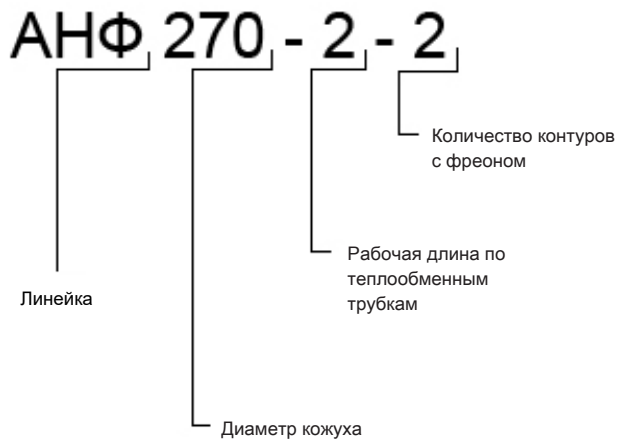 АНФ 270 - 2 - 2
Количество контуров
с фреоном
Рабочая длина по
теплообменным
трубкам
Линейка
Диаметр кожуха